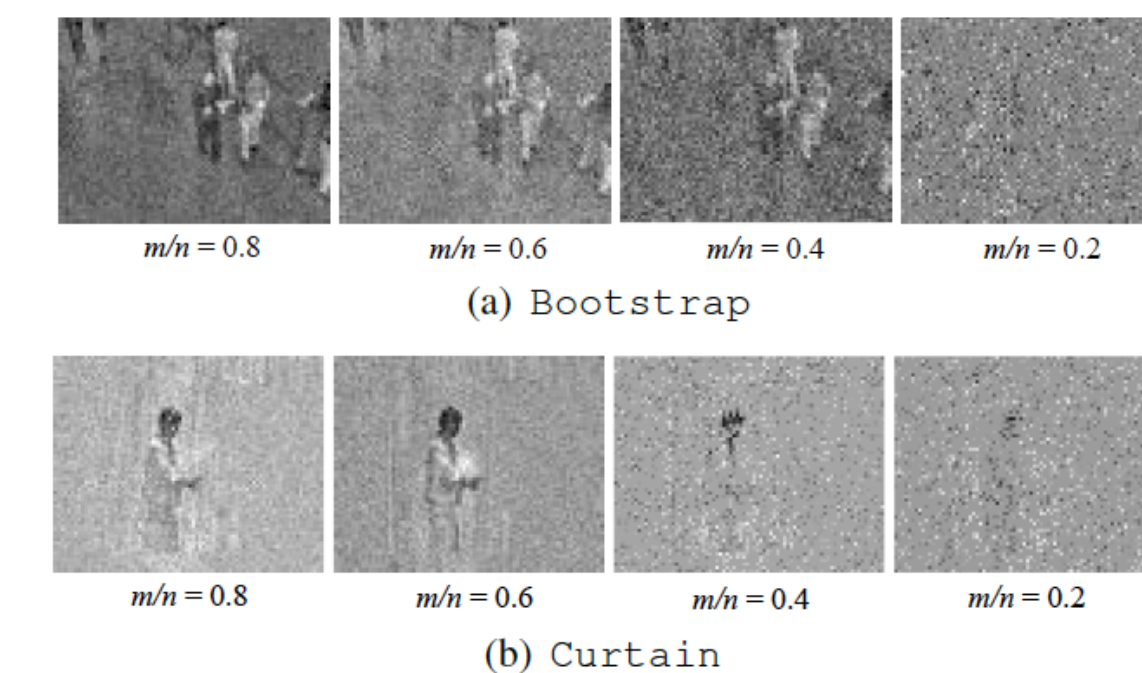 m/n = 0.8 m/n = 0.6 m/n = 0.4 m/n = 0.2
(a) Bootstrap
m/n = 0.8 m/n = 0.6 m/n = 0.4 m/n = 0.2
(b) Curtain